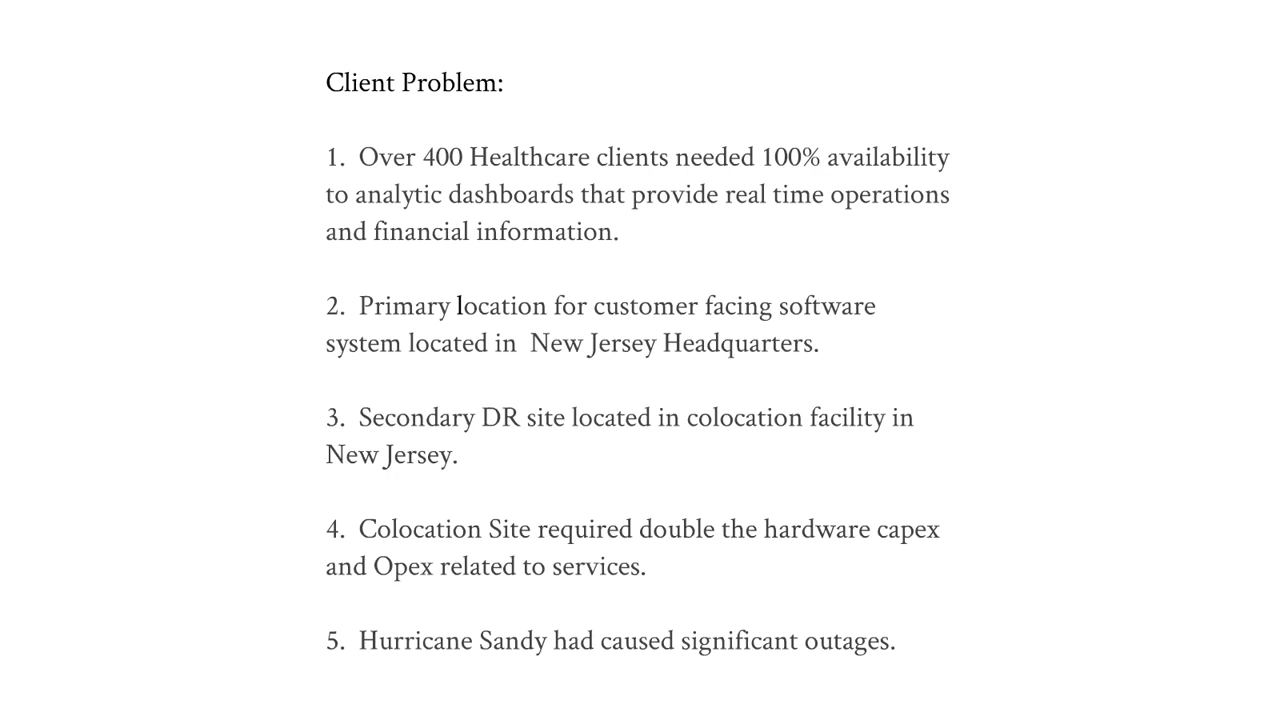 Client Problem:
1.  Over 400 Healthcare clients needed 100% availability
to analytic dashboards that provide real time operations
and financial information.
2.  Primary location for customer facing software
system located in  New Jersey Headquarters.
3.  Secondary DR site located in colocation facility in
New Jersey.
4.  Colocation Site required double the hardware capex
and Opex related to services.
5.  Hurricane Sandy had caused significant outages.